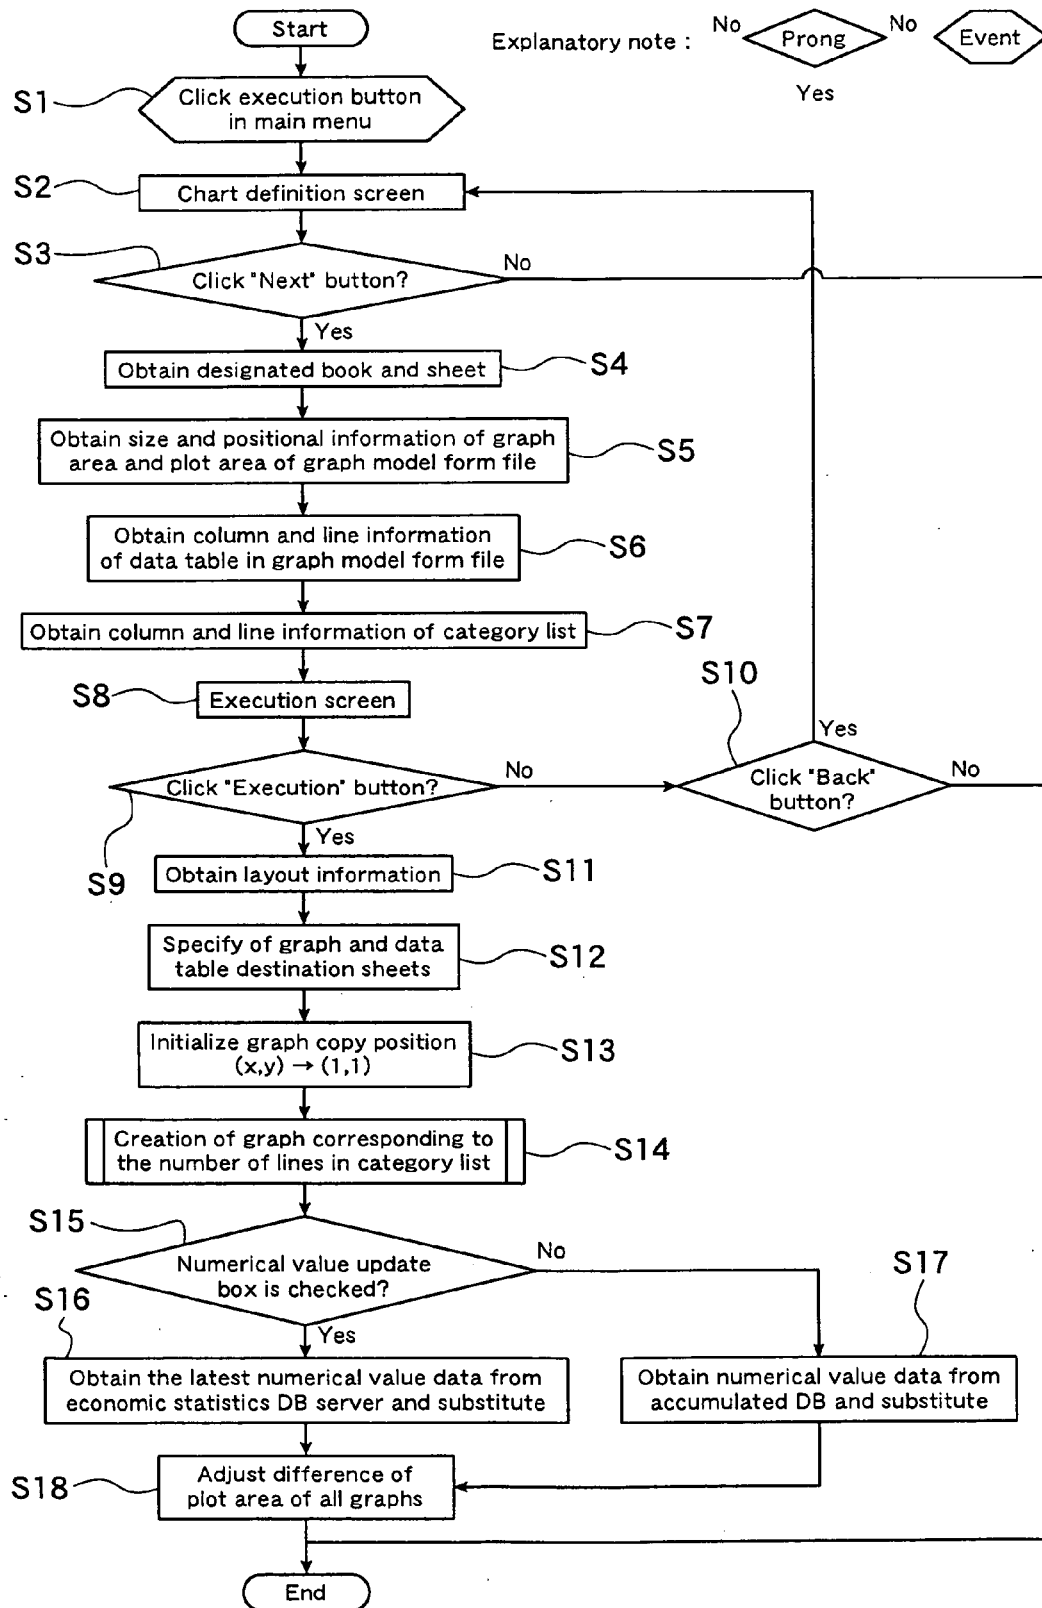 Start
Explanatory note :
No
Prong
No
Event
Yes
S1
Click execution button
in main menu
S2
Chart definition screen
S3
Click "Next" button?
No
Yes
Obtain designated book and sheet
S4
Obtain size and positional information of graph
area and plot area of graph model form file
S5
Obtain column and line information
of data table in graph model form file
S6
Obtain column and line information of category list
S7
S8
Execution screen
S10
Yes
Click "Execution" button?
No
Click "Back"
button?
No
S9
Yes
Obtain layout information
S11
Specify of graph and data
table destination sheets
S12
Initialize graph copy position
(x,y) → (1,1)
S13
Creation of graph corresponding to
the number of lines in category list
S14
S15
Numerical value update
box is checked?
No
S17
S16
Yes
Obtain the latest numerical value data from
economic statistics DB server and substitute
Obtain numerical value data from
accumulated DB and substitute
S18
Adjust difference of
plot area of all graphs
End